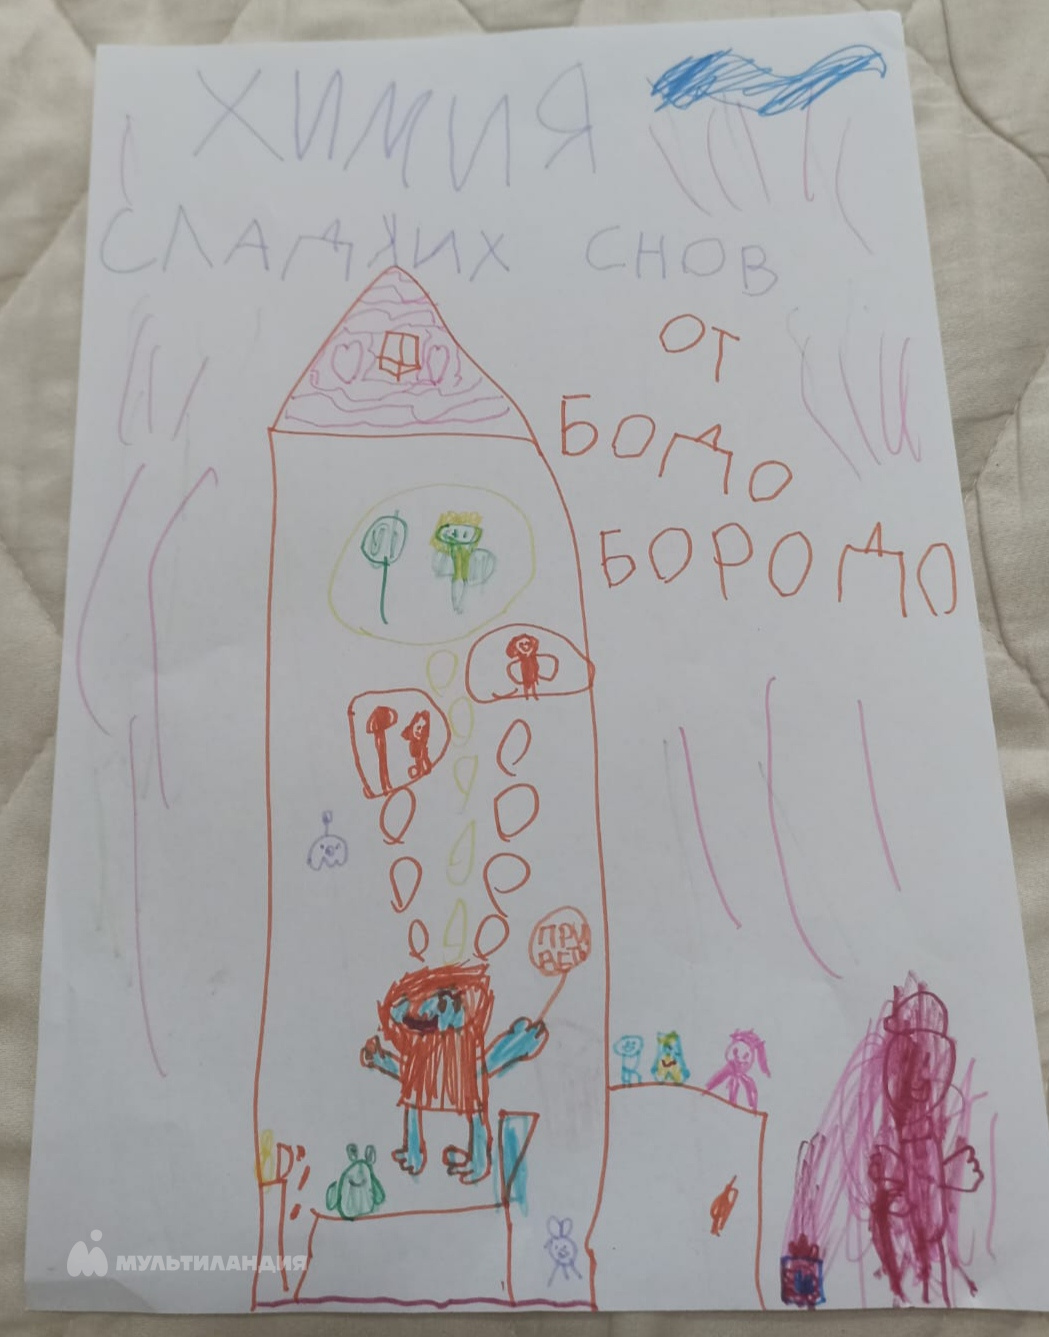 ХИМИЯ
СЛАДКИХ СНОВ
ОТ
БОДО
БОРОДО
ПРИ
ВЕТ
МУЛЬТИЛАНДИЯ